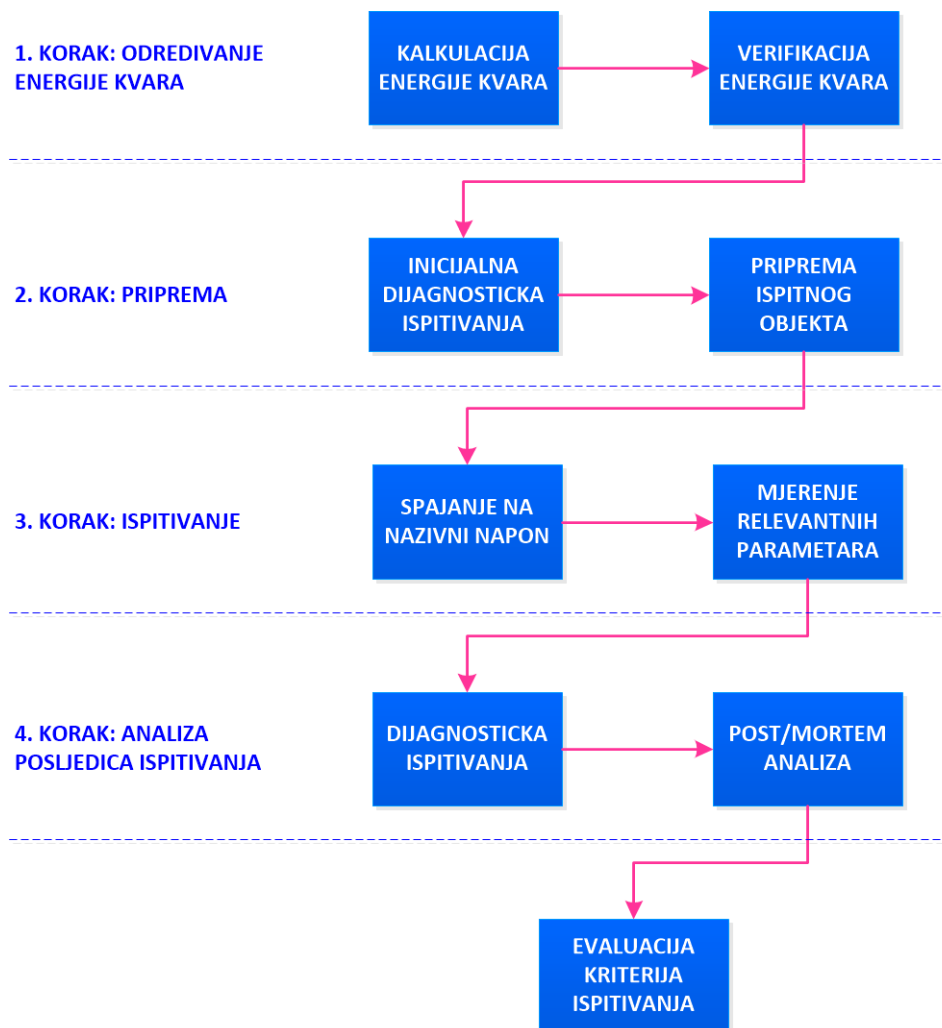 1. KORAK: ODREDIVANJE
ENERGIJE KVARA
KALKULACIJA
ENERGIJE KVARA
VERIFIKACIJA
ENERGIJE KVARA
2. KORAK: PRIPREMA
INICIJALNA
DIJAGNOSTICKA
ISPITIVANJA
PRIPREMA
ISPITNOG
OBJEKTA
3. KORAK: ISPITIVANJE
SPAJANJE NA
NAZIVNI NAPON
MJERENJE
RELEVANTNIH
PARAMETARA
4. KORAK: ANALIZA
POSLJEDICA ISPITIVANJA
DIJAGNOSTICKA
ISPITIVANJA
POST/MORTEM
ANALIZA
EVALUACIJA
KRITERIJA
ISPITIVANJA